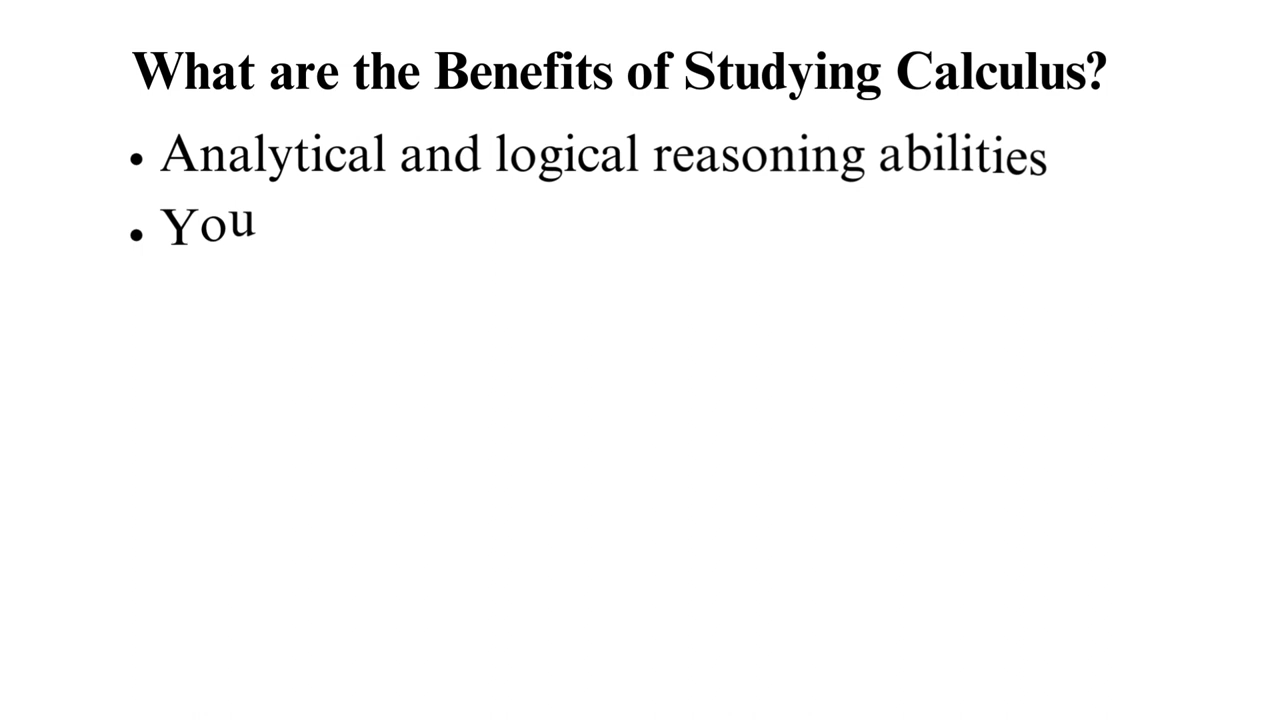 What are the Benefits of Studying Calculus?
• Analytical and logical reasoning abilities
• You